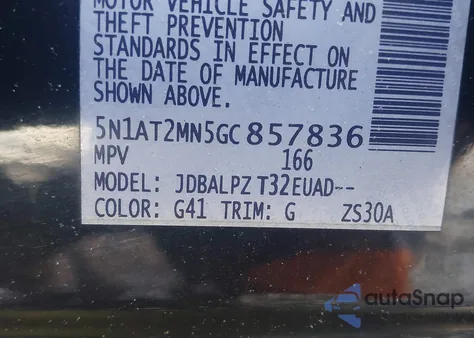 MOTOR VEHICLE SAFETY AND
THEFT PREVENTION
STANDARDS IN EFFECT ON
THE DATE OF MANUFACTURE
SHOWN ABOVE.
5N1AT2MN5GC857836
MPV 166
MODEL: JDBALPZ T32EUAD--
COLOR: G41 TRIM: G ZS30A
autoSnap